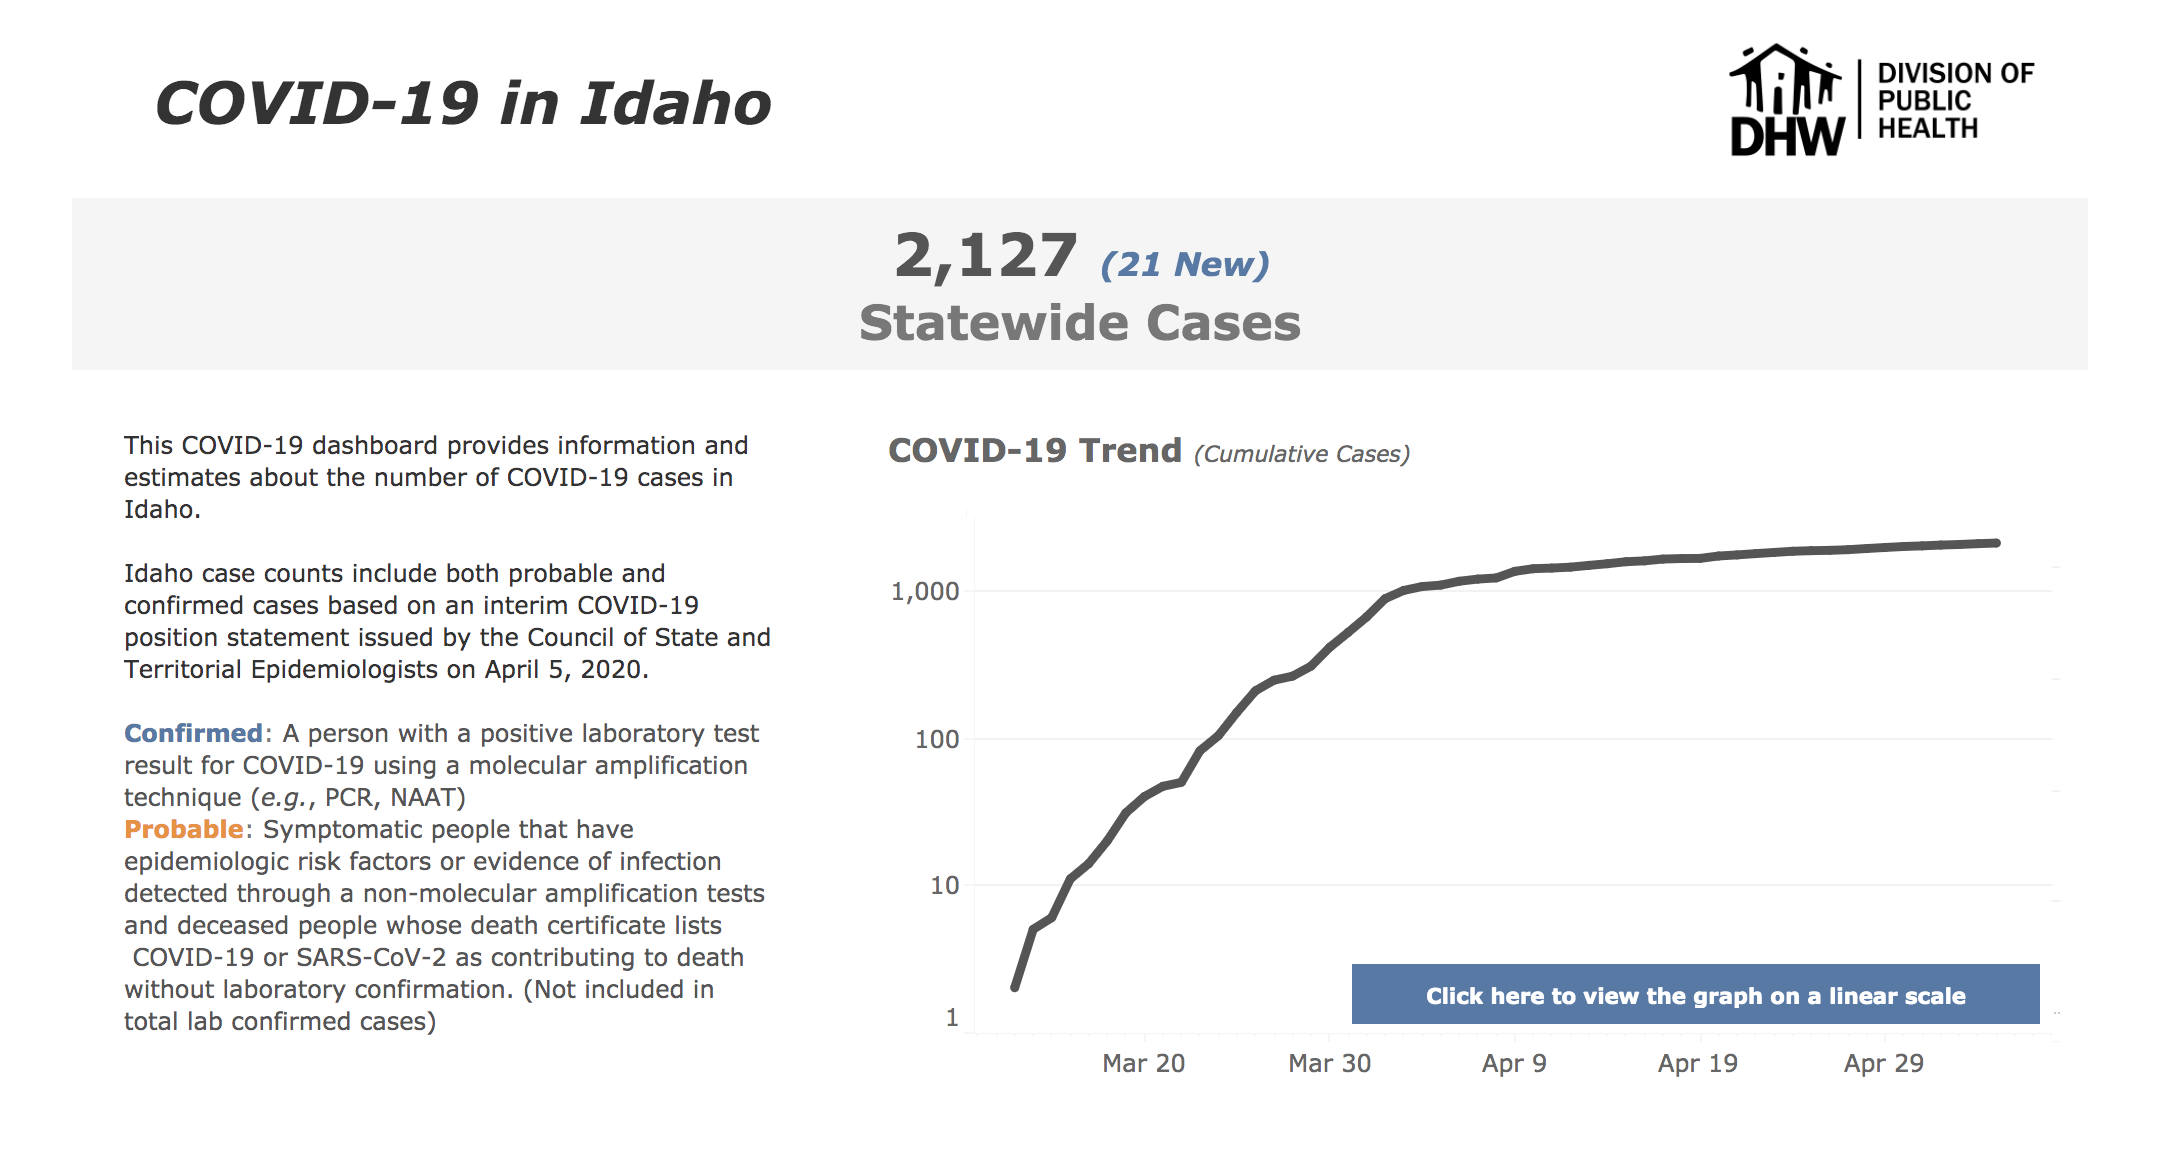 COVID-19 in Idaho
DHW
DIVISION OF
PUBLIC
HEALTH
2,127 (21 New)
Statewide Cases
This COVID-19 dashboard provides information and
estimates about the number of COVID-19 cases in
Idaho.
Idaho case counts include both probable and
confirmed cases based on an interim COVID-19
position statement issued by the Council of State and
Territorial Epidemiologists on April 5, 2020.
Confirmed: A person with a positive laboratory test
result for COVID-19 using a molecular amplification
technique (e.g., PCR, NAAT)
Probable: Symptomatic people that have
epidemiologic risk factors or evidence of infection
detected through a non-molecular amplification tests
and deceased people whose death certificate lists
COVID-19 or SARS-CoV-2 as contributing to death
without laboratory confirmation. (Not included in
total lab confirmed cases)
COVID-19 Trend (Cumulative Cases)
1,000
100
10
1
Click here to view the graph on a linear scale
Mar 20 Mar 30 Apr 9 Apr 19 Apr 29